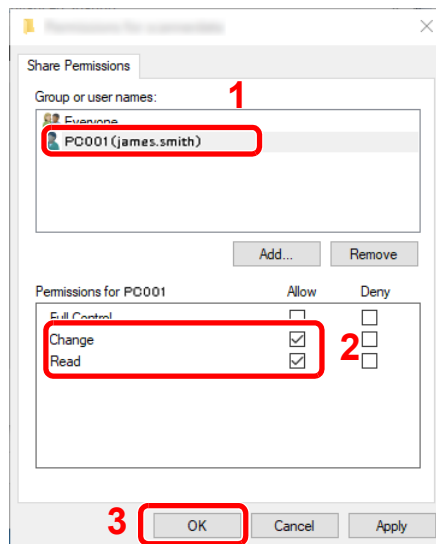 Share Permissions
Group or user names:
1
Everyone
PC001(james.smith)
Add... Remove
Permissions for PC001 Allow Deny
Full Control
Change
2
Read
3
OK Cancel Apply